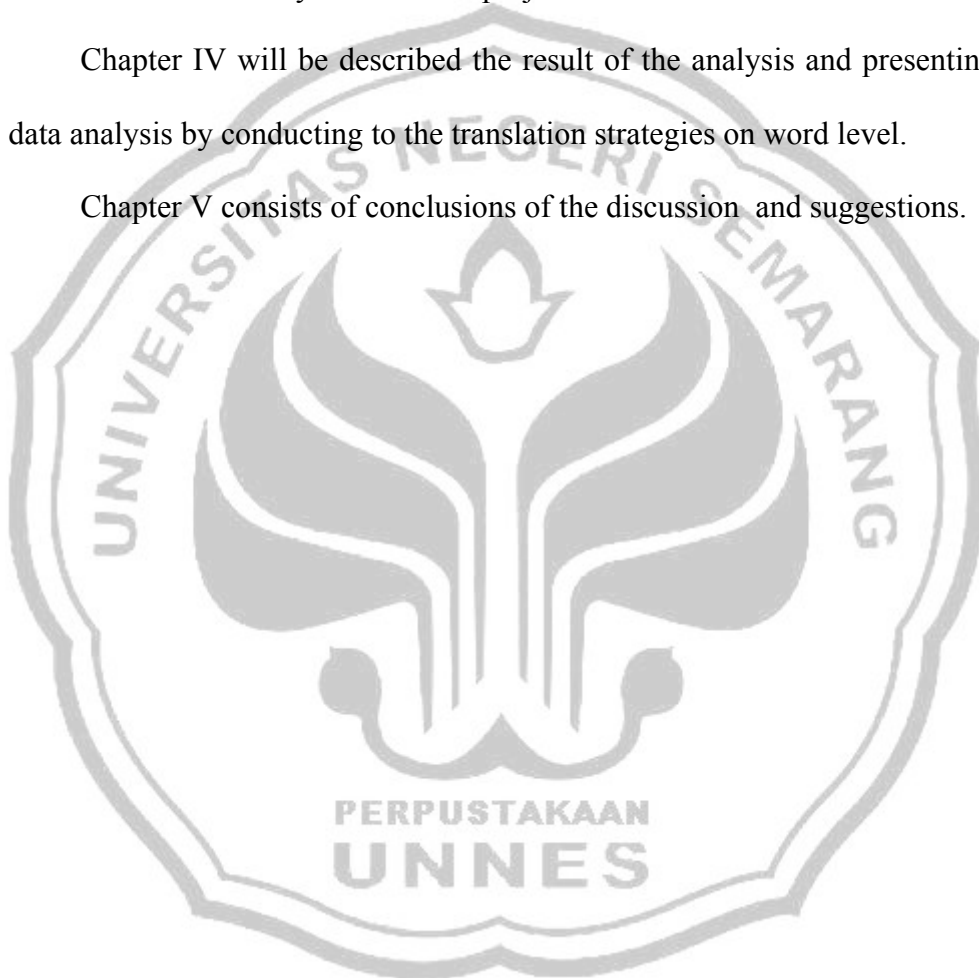 Chapter IV will be described the result of the analysis and presentin
data analysis by conducting to the translation strategies on word level.
Chapter V consists of conclusions of the discussion and suggestions.
UNIVERSITAS NEGERI SEMARANG
PERPUSTAKAAN
UNNES